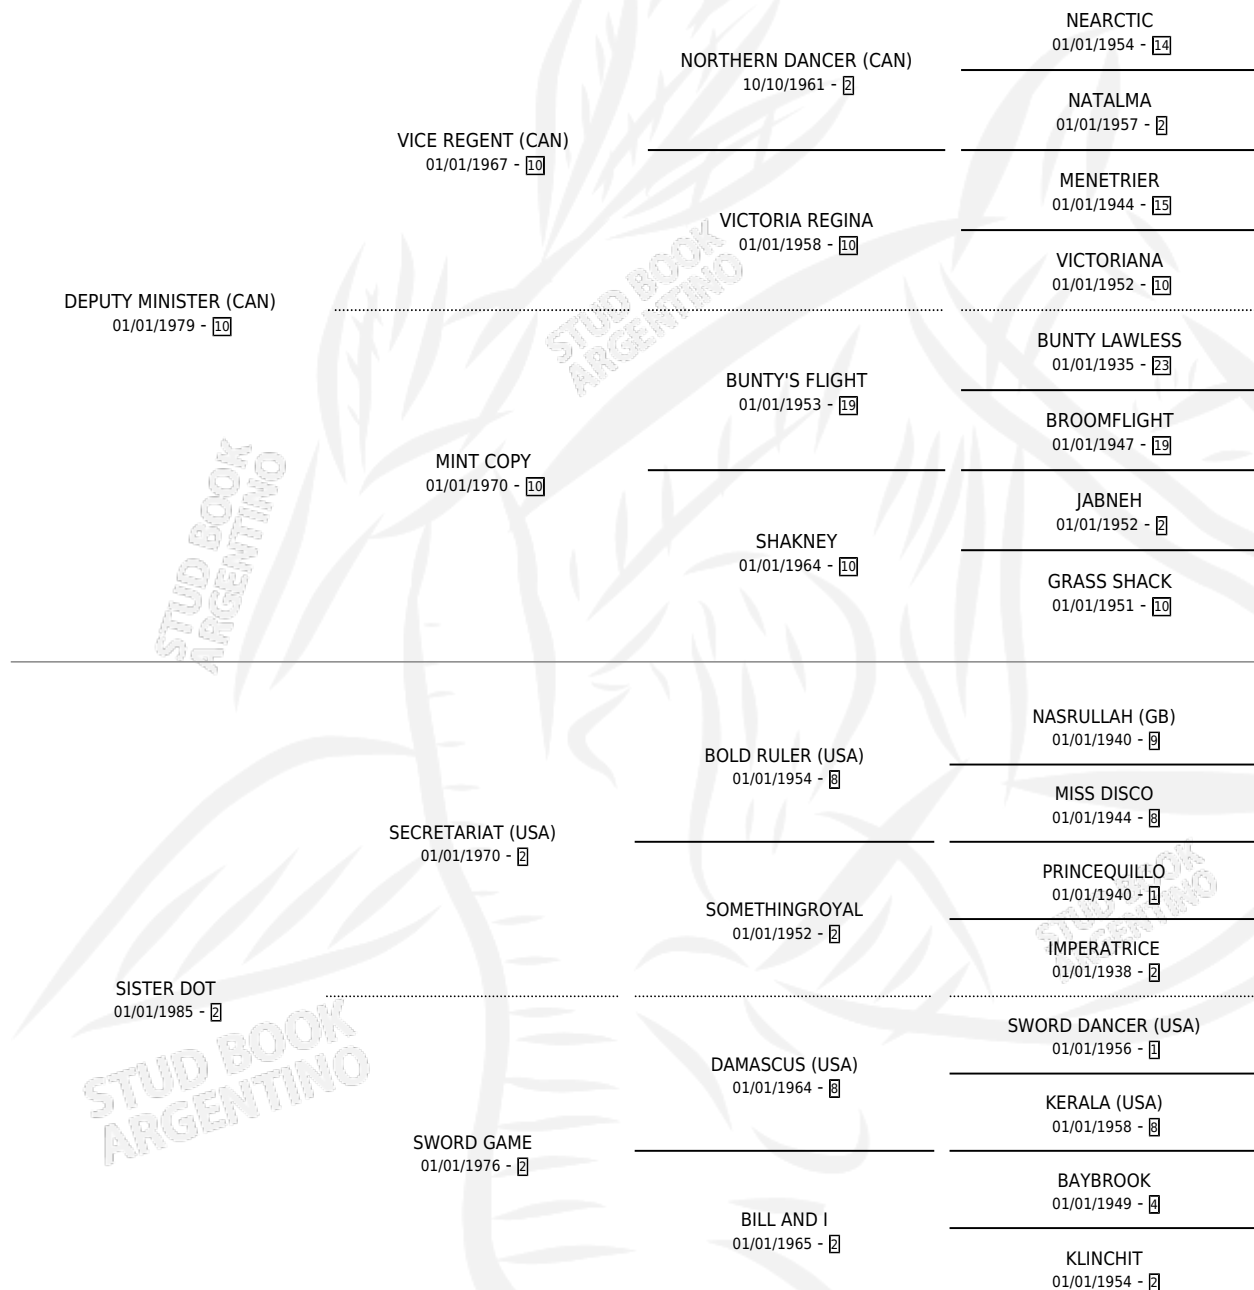 NEARCTIC
01/01/1954 - 14
NORTHERN DANCER (CAN)
10/10/1961 - 2
NATALMA
01/01/1957 - 2
VICE REGENT (CAN)
01/01/1967 - 10
MENETRIER
01/01/1944 - 15
VICTORIA REGINA
01/01/1958 - 10
VICTORIANA
01/01/1952 - 10
DEPUTY MINISTER (CAN)
01/01/1979 - 10
BUNTY LAWLESS
01/01/1935 - 23
BUNTY'S FLIGHT
01/01/1953 - 19
BROOMFLIGHT
01/01/1947 - 19
MINT COPY
01/01/1970 - 10
JABNEH
01/01/1952 - 2
SHAKNEY
01/01/1964 - 10
GRASS SHACK
01/01/1951 - 10
NASRULLAH (GB)
01/01/1940 - 9
BOLD RULER (USA)
01/01/1954 - 8
MISS DISCO
01/01/1944 - 8
SECRETARIAT (USA)
01/01/1970 - 2
PRINCEQUILLO
01/01/1940 - 1
SOMETHINGROYAL
01/01/1952 - 2
IMPERATRICE
01/01/1938 - 2
SISTER DOT
01/01/1985 - 2
SWORD DANCER (USA)
01/01/1956 - 1
DAMASCUS (USA)
01/01/1964 - 8
KERALA (USA)
01/01/1958 - 8
SWORD GAME
01/01/1976 - 2
BAYBROOK
01/01/1949 - 4
BILL AND I
01/01/1965 - 2
KLINCHIT
01/01/1954 - 2
STUD BOOK
ARGENTINO
STUD BOOK
ARGENTINO
STUD BOOK
ARGENTINO
STUD BOOK
ARGENTINO